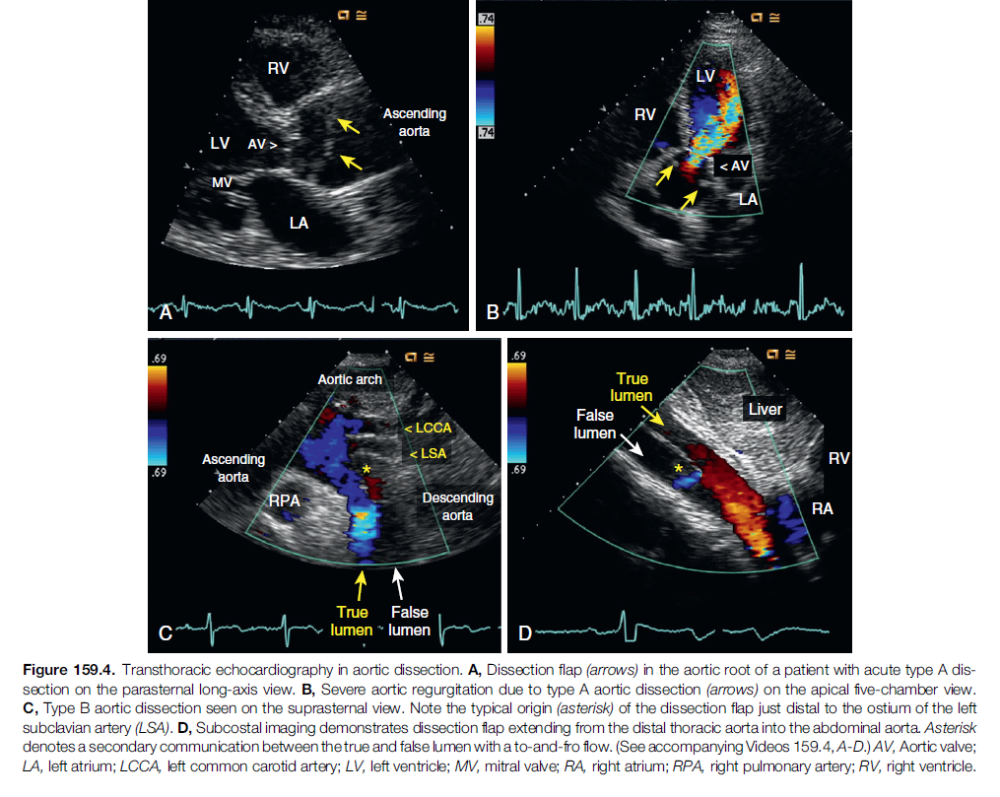 RV
Ascending
aorta
LV
AV >
MV
LA
A
.74
.74
LV
RV
< AV
LA
B
.69
.69
Aortic arch
< LCCA
< LSA
*
Ascending
aorta
RPA
Descending
aorta
True
lumen
False
lumen
C
.69
.69
True
lumen
False
lumen
Liver
*
RV
RA
D
Figure 159.4. Transthoracic echocardiography in aortic dissection. A, Dissection flap (arrows) in the aortic root of a patient with acute type A dis-
section on the parasternal long-axis view. B, Severe aortic regurgitation due to type A aortic dissection (arrows) on the apical five-chamber view.
C, Type B aortic dissection seen on the suprasternal view. Note the typical origin (asterisk) of the dissection flap just distal to the ostium of the left
subclavian artery (LSA). D, Subcostal imaging demonstrates dissection flap extending from the distal thoracic aorta into the abdominal aorta. Asterisk
denotes a secondary communication between the true and false lumen with a to-and-fro flow. (See accompanying Videos 159.4, A-D.) AV, Aortic valve;
LA, left atrium; LCCA, left common carotid artery; LV, left ventricle; MV, mitral valve; RA, right atrium; RPA, right pulmonary artery; RV, right ventricle.